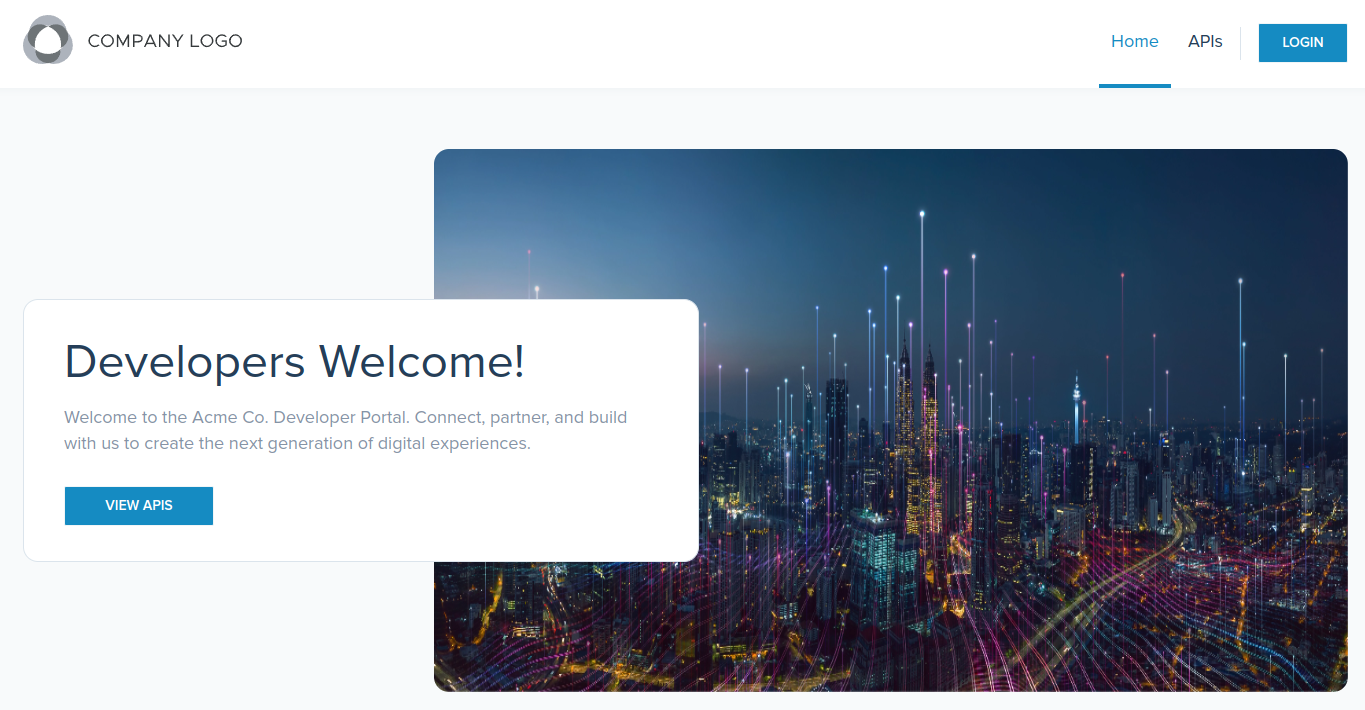 COMPANY LOGO
Home
APIs
LOGIN
Developers Welcome!
Welcome to the Acme Co. Developer Portal. Connect, partner, and build
with us to create the next generation of digital experiences.
VIEW APIS